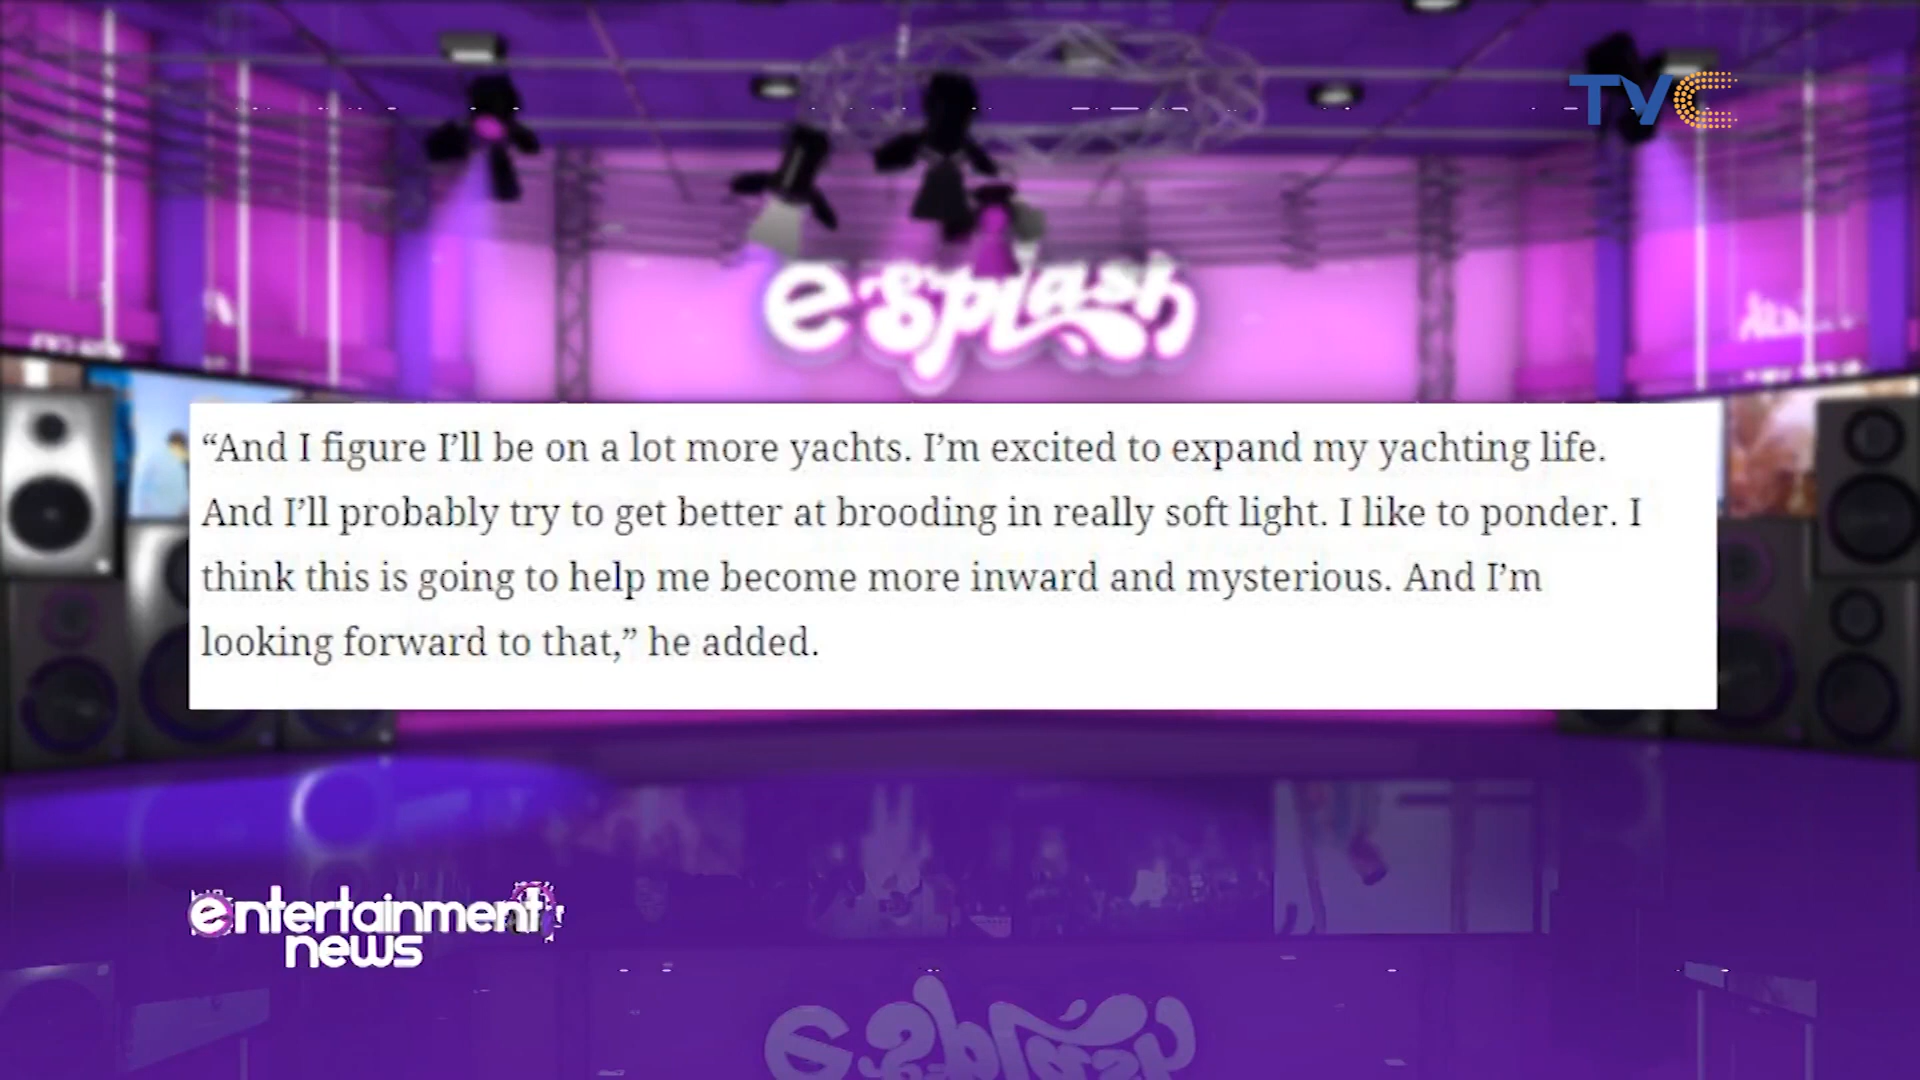 TVC
e-splash
“And I figure I’ll be on a lot more yachts. I’m excited to expand my yachting life.
And I’ll probably try to get better at brooding in really soft light. I like to ponder. I
think this is going to help me become more inward and mysterious. And I’m
looking forward to that,” he added.
entertainment
news